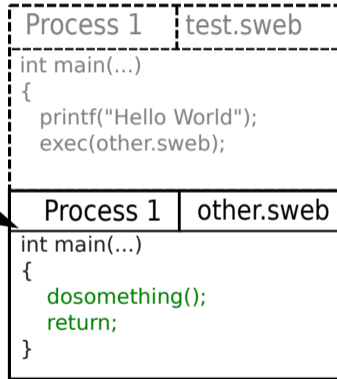 Process 1 test.sweb
int main(...)
{
printf("Hello World");
exec(other.sweb);
Process 1 other.sweb
int main(...)
{
dosomething();
return;
}